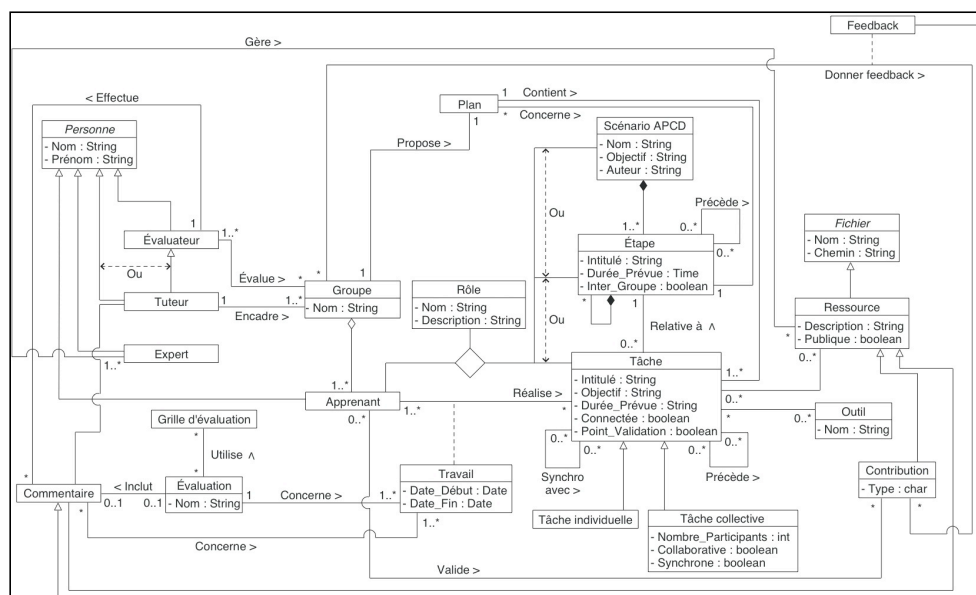 Feedback
Gère >
Donner feedback >
< Effectue
Plan
1
Contient >
*
Concerne >
1
Propose >
Personne
- Nom : String
- Prénom : String
Scénario APCD
- Nom : String
- Objectif : String
- Auteur : String
Ou
Précède >
0..*
0..*
1..*
Étape
- Intitulé : String
- Durée_Prévue : Time
- Inter_Groupe : boolean
*
1
1
Fichier
- Nom : String
- Chemin : String
1
1..*
Évaluateur
Ou
Évalue >
*
*
1
Groupe
- Nom : String
Tuteur
1
1..*
Encadre >
Rôle
- Nom : String
- Description : String
Ou
Relative à ∧
0..*
Ressource
- Description : String
- Publique : boolean
*
0..*
Expert
1..*
1..*
Apprenant
1..*
0..*
Réalise >
*
Tâche
- Intitulé : String
- Objectif : String
- Durée_Prévue : String
- Connectée : boolean
- Point_Validation : boolean
1..*
0..*
*
0..*
Outil
- Nom : String
0..*
0..*
Synchro
avec >
0..*
0..*
Précède >
Grille d'évaluation
*
Utilise ∧
*
Évaluation
- Nom : String
*
Commentaire
*
< Inclut
0..1
0..1
1
Concerne >
1..*
Travail
- Date_Début : Date
- Date_Fin : Date
1..*
Concerne >
Tâche individuelle
Tâche collective
- Nombre_Participants : int
- Collaborative : boolean
- Synchrone : boolean
Contribution
- Type : char
*
*
Valide >